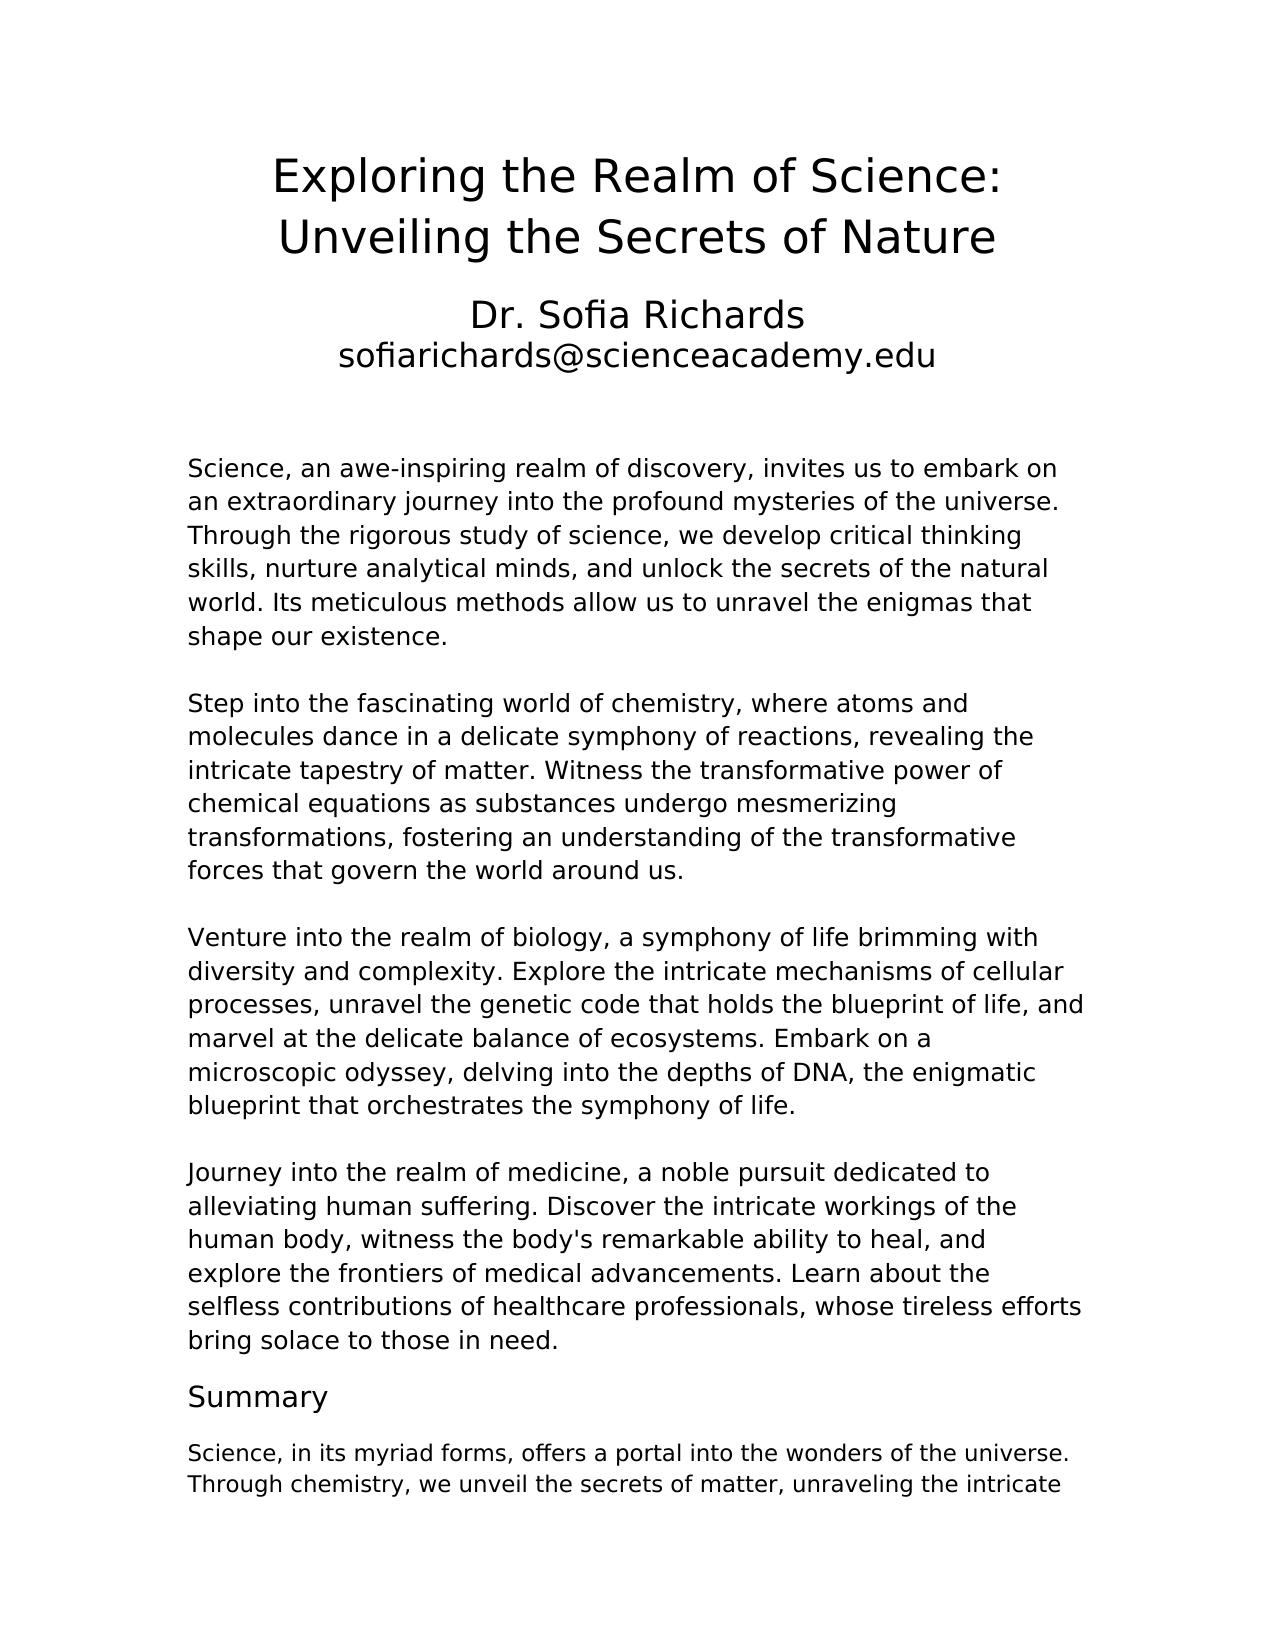 Exploring the Realm of Science:
Unveiling the Secrets of Nature
Dr. Sofia Richards
sofiarichards@scienceacademy.edu
Science, an awe-inspiring realm of discovery, invites us to embark on
an extraordinary journey into the profound mysteries of the universe.
Through the rigorous study of science, we develop critical thinking
skills, nurture analytical minds, and unlock the secrets of the natural
world. Its meticulous methods allow us to unravel the enigmas that
shape our existence.
Step into the fascinating world of chemistry, where atoms and
molecules dance in a delicate symphony of reactions, revealing the
intricate tapestry of matter. Witness the transformative power of
chemical equations as substances undergo mesmerizing
transformations, fostering an understanding of the transformative
forces that govern the world around us.
Venture into the realm of biology, a symphony of life brimming with
diversity and complexity. Explore the intricate mechanisms of cellular
processes, unravel the genetic code that holds the blueprint of life, and
marvel at the delicate balance of ecosystems. Embark on a
microscopic odyssey, delving into the depths of DNA, the enigmatic
blueprint that orchestrates the symphony of life.
Journey into the realm of medicine, a noble pursuit dedicated to
alleviating human suffering. Discover the intricate workings of the
human body, witness the body's remarkable ability to heal, and
explore the frontiers of medical advancements. Learn about the
selfless contributions of healthcare professionals, whose tireless efforts
bring solace to those in need.
Summary
Science, in its myriad forms, offers a portal into the wonders of the universe.
Through chemistry, we unveil the secrets of matter, unraveling the intricate